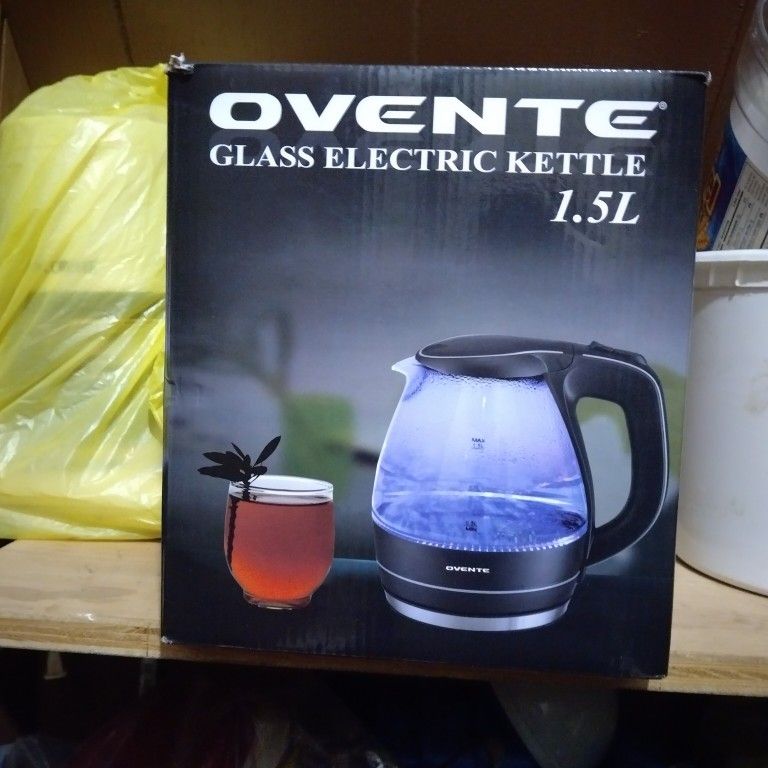 OVENTE®
GLASS ELECTRIC KETTLE
1.5L
MAX
1.5L
OVENTE